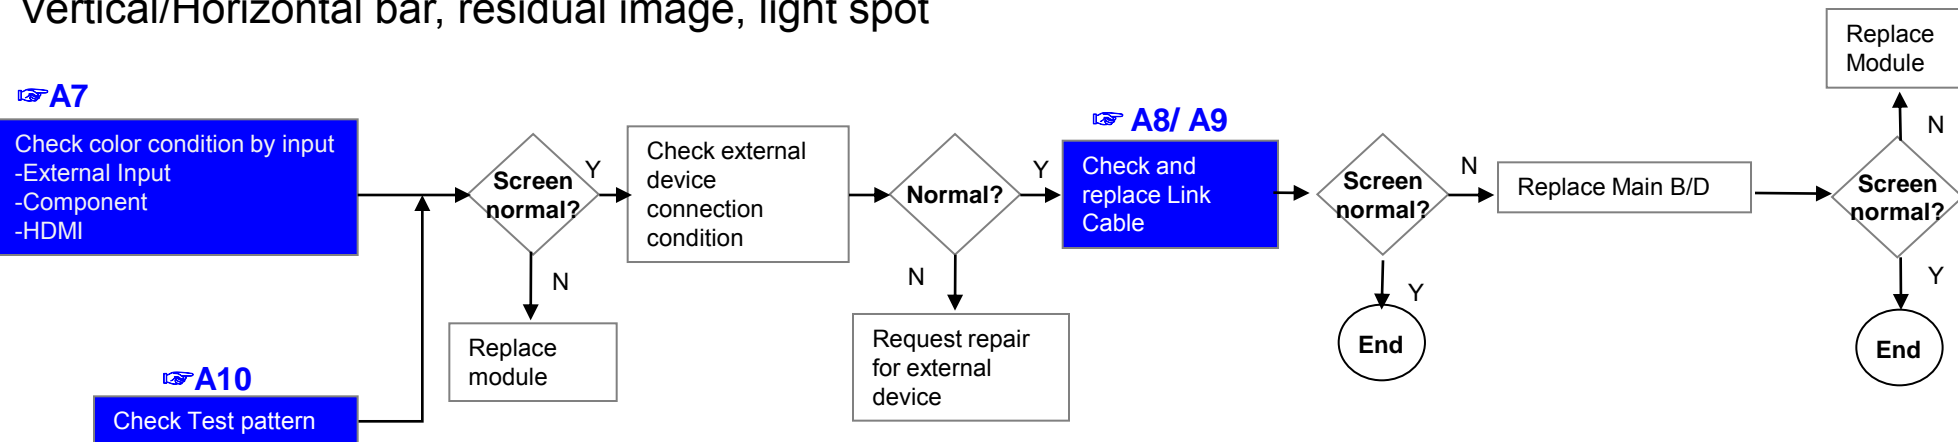 Vertical/Horizontal bar, residual image, light spot
☞A7
Check color condition by input
-External Input
-Component
-HDMI
☞A10
Check Test pattern
Screen
normal?
Y
N
Replace
module
Check external
device
connection
condition
Normal?
Y
N
Request repair
for external
device
☞ A8/ A9
Check and
replace Link
Cable
Screen
normal?
N
Y
End
Replace Main B/D
Screen
normal?
N
Replace
Module
Y
End